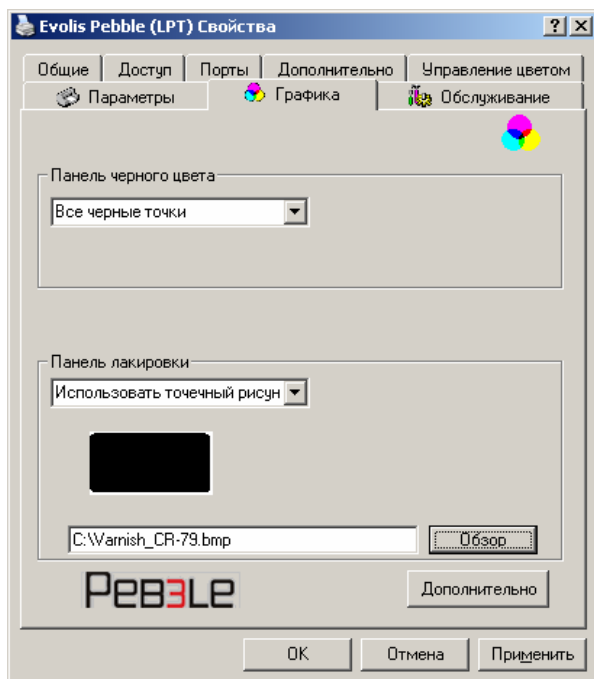 Evolis Pebble (LPT) Свойства
Общие Доступ Порты Дополнительно Управление цветом
Параметры Графика Обслуживание
Панель черного цвета
Все черные точки
Панель лакировки
Использовать точечный рисун
C:\Varnish_CR-79.bmp Обзор
PEB3LE Дополнительно
OK Отмена Применить